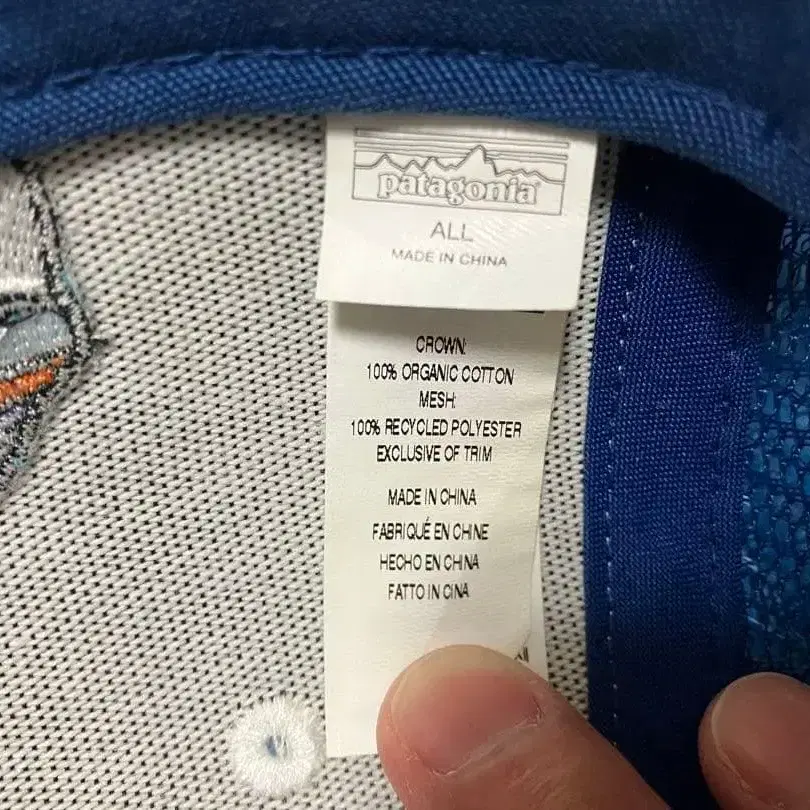 patagonia
ALL
MADE IN CHINA
CROWN:
100% ORGANIC COTTON
MESH:
100% RECYCLED POLYESTER
EXCLUSIVE OF TRIM
MADE IN CHINA
FABRIQUÉ EN CHINE
HECHO EN CHINA
FATTO IN CINA